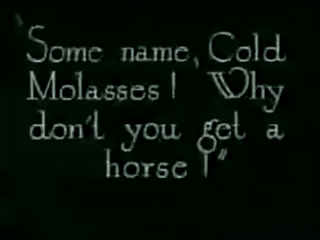 "Some name, Cold
Molasses! Why
don't you get a
horse!"